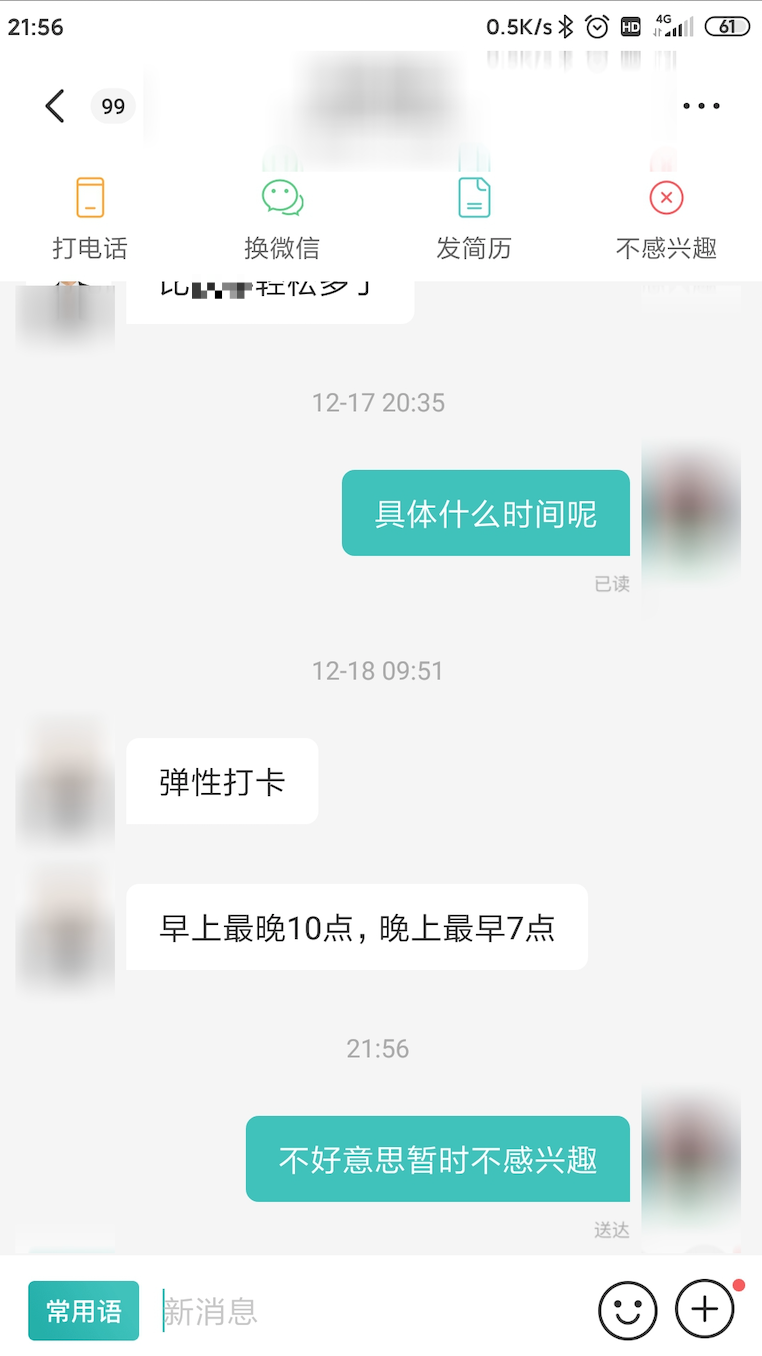 21:56
0.5K/s
HD
4G
61
99
打电话
换微信
发简历
不感兴趣
轻松多了
12-17 20:35
具体什么时间呢
已读
12-18 09:51
弹性打卡
早上最晚10点，晚上最早7点
21:56
不好意思暂时不感兴趣
送达
常用语
新消息